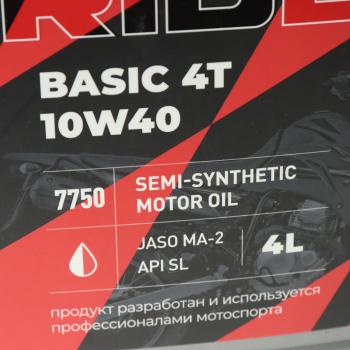 RIDE
BASIC 4T
10W40
7750
SEMI-SYNTHETIC
MOTOR OIL
JASO MA-2
API SL
4L
продукт разработан и используется
профессионалами мотоспорта